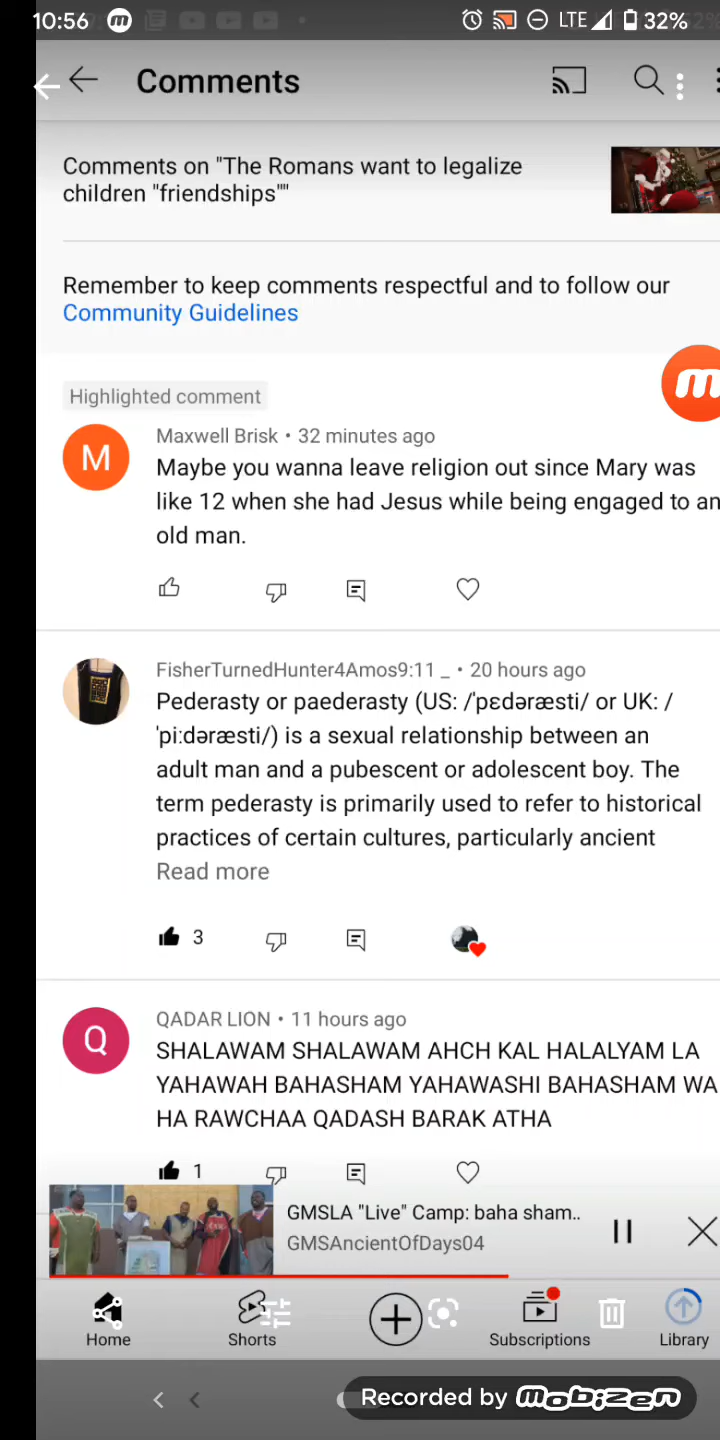 10:56
LTE
32%
Comments
Comments on "The Romans want to legalize
children "friendships""
Remember to keep comments respectful and to follow our
Community Guidelines
Highlighted comment
M
Maxwell Brisk • 32 minutes ago
Maybe you wanna leave religion out since Mary was
like 12 when she had Jesus while being engaged to an
old man.
FisherTurnedHunter4Amos9:11 _ • 20 hours ago
Pederasty or paederasty (US: /ˈpɛdəræsti/ or UK: /
ˈpiːdəræsti/) is a sexual relationship between an
adult man and a pubescent or adolescent boy. The
term pederasty is primarily used to refer to historical
practices of certain cultures, particularly ancient
Read more
3
Q
QADAR LION • 11 hours ago
SHALAWAM SHALAWAM AHCH KAL HALALYAM LA
YAHAWAH BAHASHAM YAHAWASHI BAHASHAM WA
HA RAWCHAA QADASH BARAK ATHA
1
GMSLA "Live" Camp: baha sham..
GMSAncientOfDays04
Home
Shorts
Subscriptions
Library
Recorded by mobizen